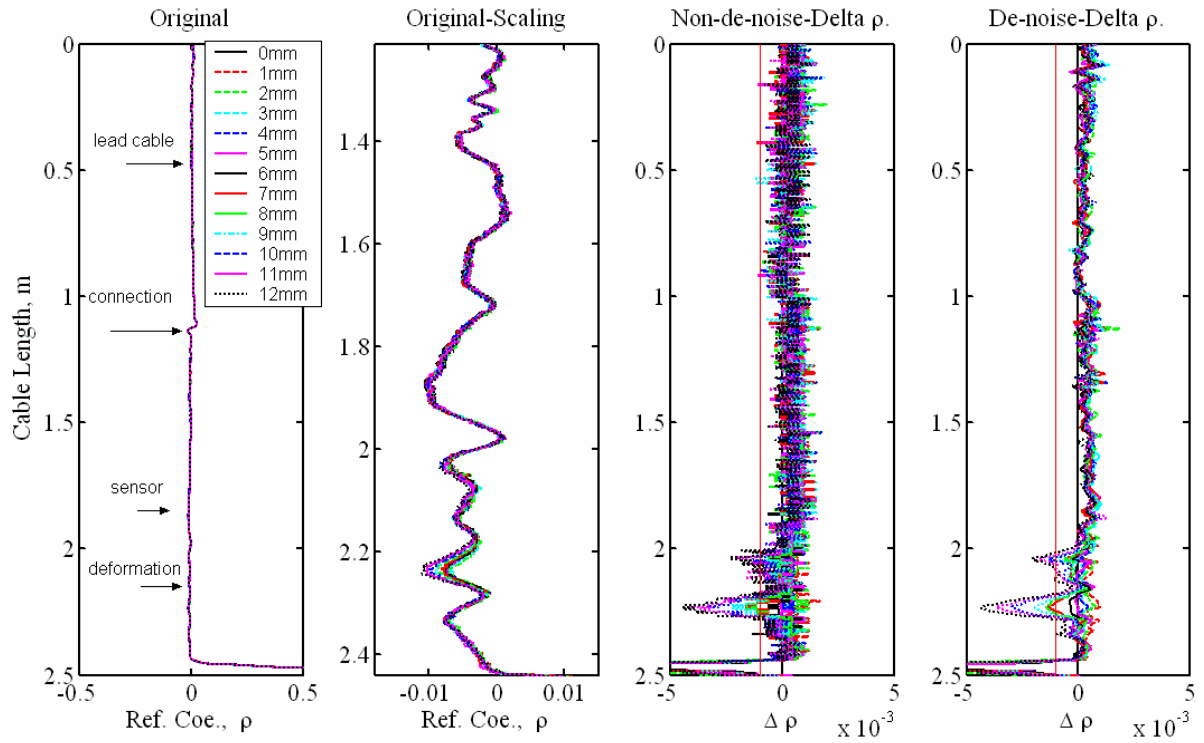 Original
Original-Scaling
Non-de-noise-Delta ρ.
De-noise-Delta ρ.
0mm
1mm
2mm
3mm
4mm
5mm
6mm
7mm
8mm
9mm
10mm
11mm
12mm
lead cable
connection
sensor
deformation
Cable Length, m
0
0.5
1
1.5
2
2.5
-0.5
0
0.5
Ref. Coe., ρ
1.4
1.6
1.8
2
2.2
2.4
-0.01
0
0.01
Ref. Coe., ρ
0
0.5
1
1.5
2
2.5
-5
0
5
Δ ρ
x 10⁻³
0
0.5
1
1.5
2
2.5
-5
0
5
Δ ρ
x 10⁻³